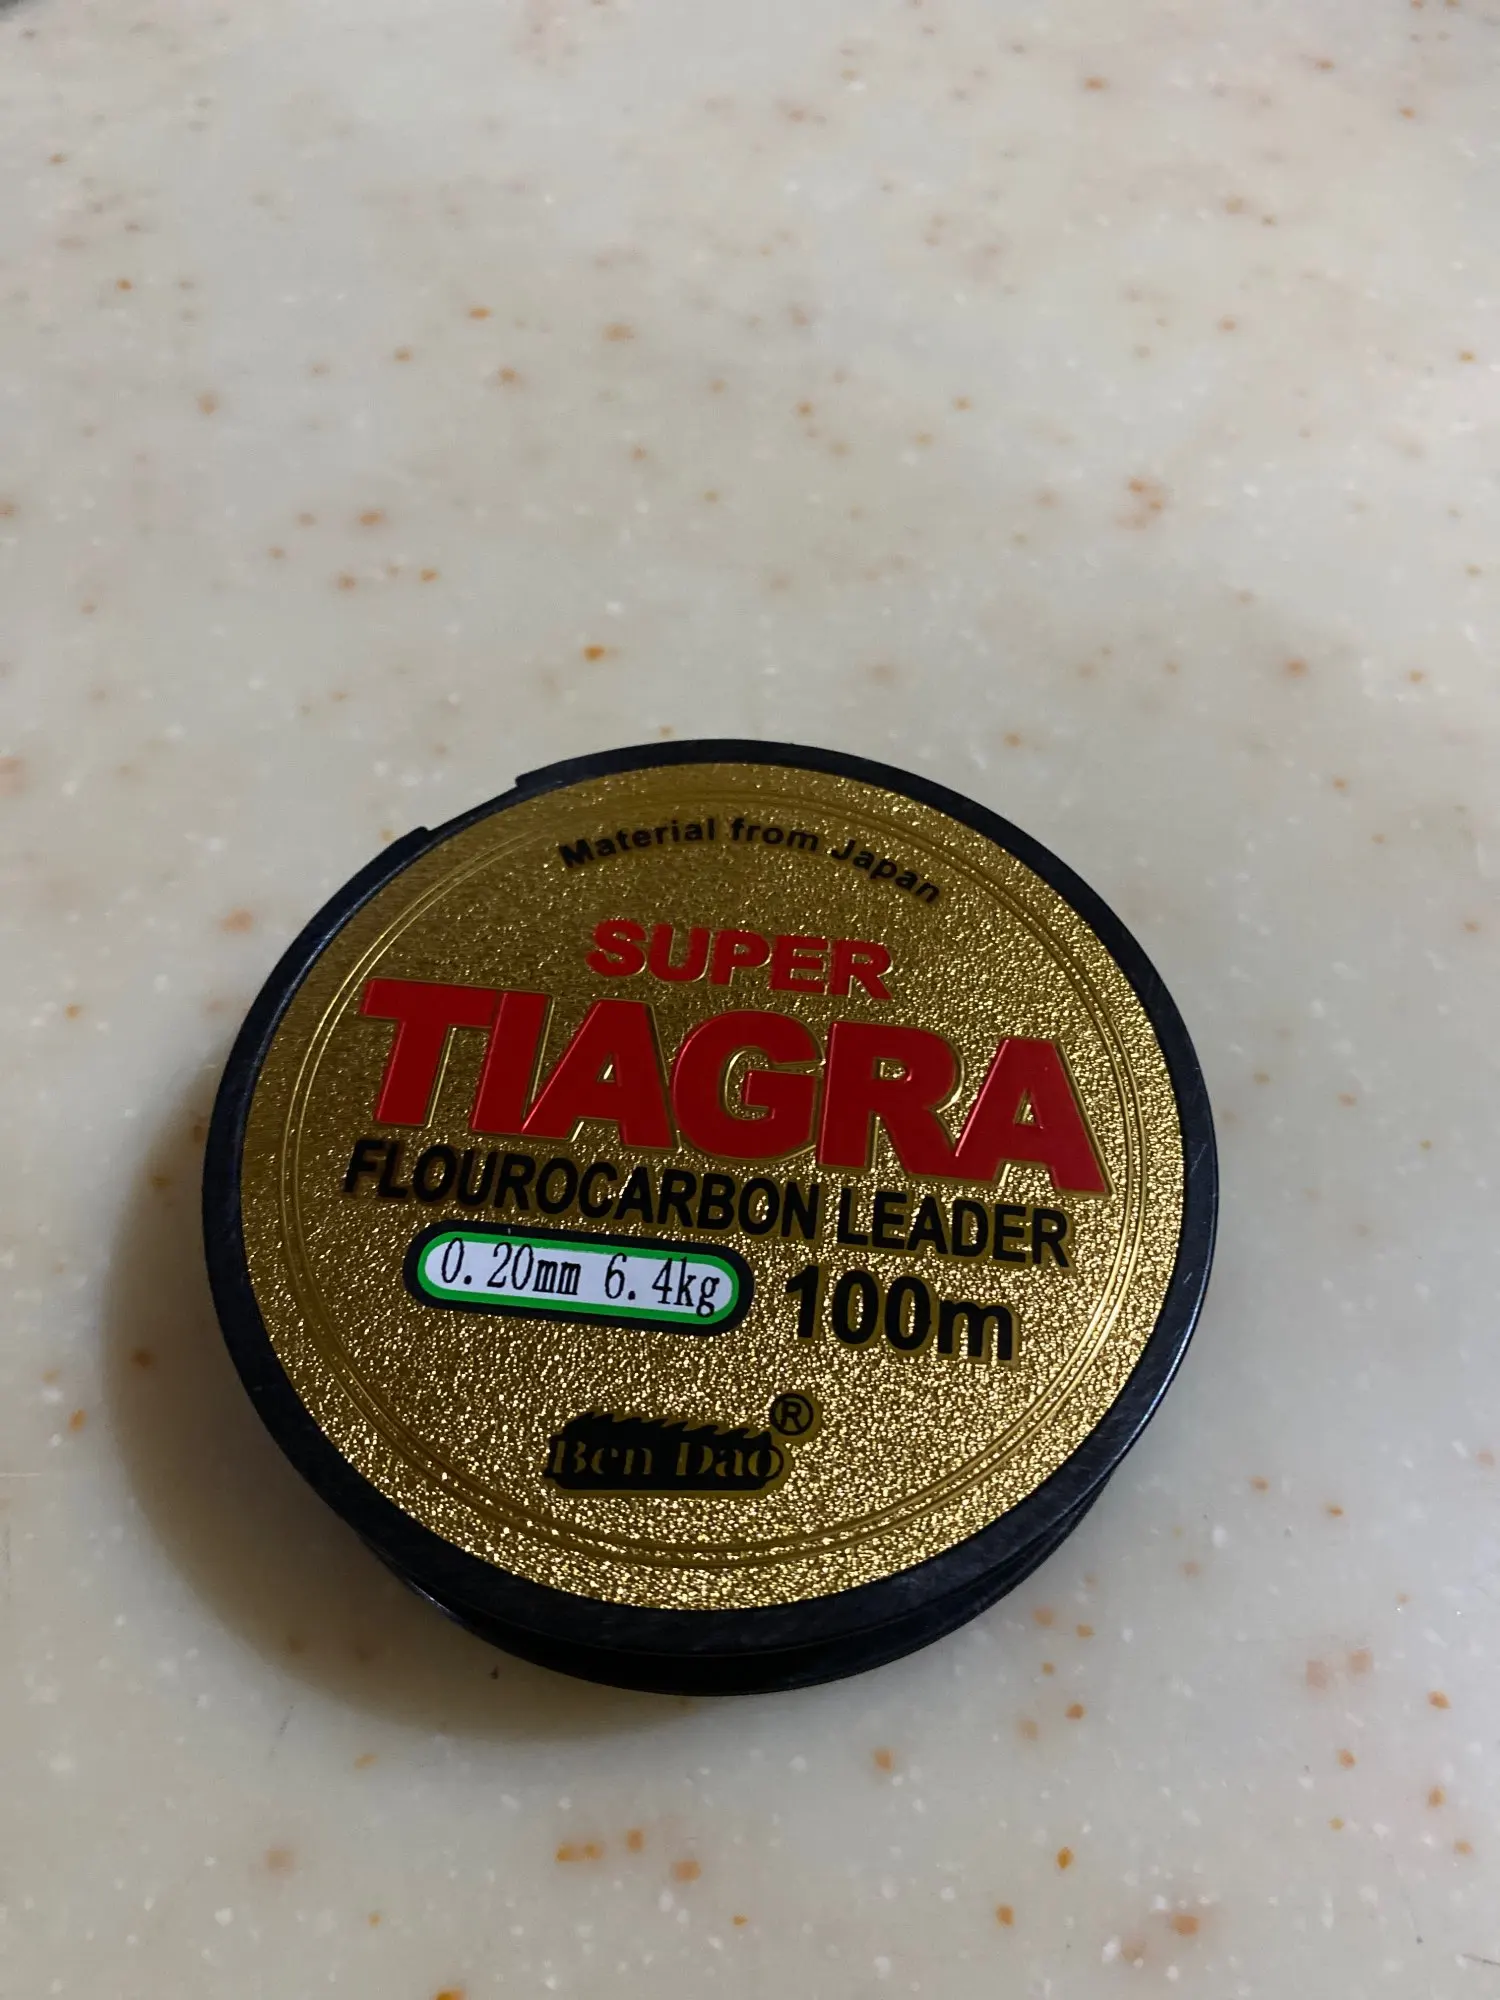 Material from Japan
SUPER
TIAGRA
FLOUROCARBON LEADER
0.20mm 6.4kg 100m
Ben Dao®